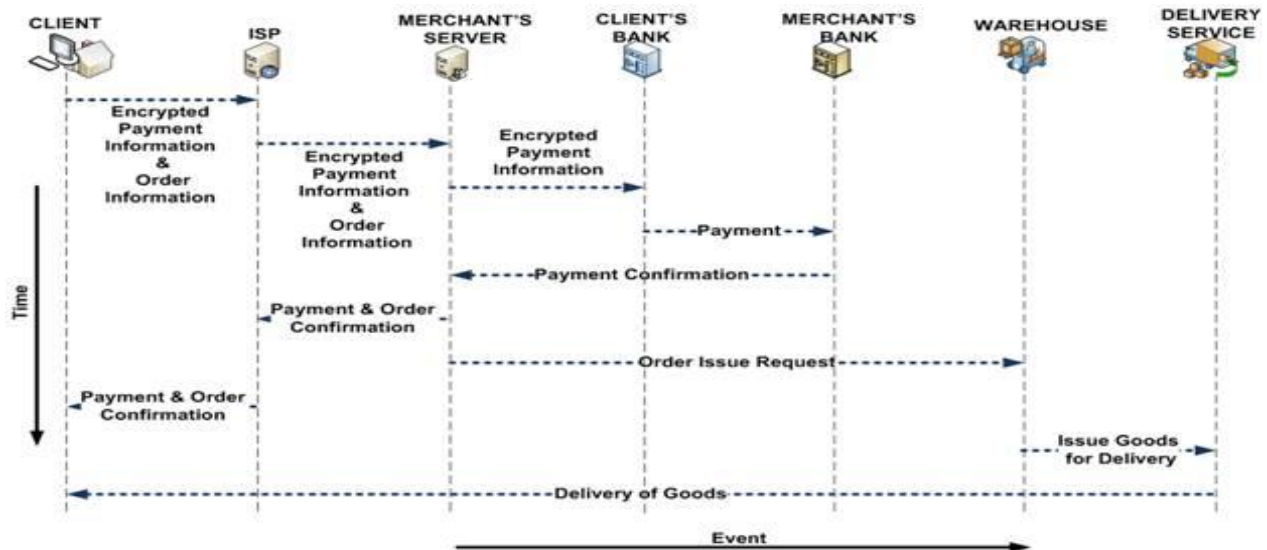 CLIENT
ISP
MERCHANT'S
SERVER
CLIENT'S
BANK
MERCHANT'S
BANK
WAREHOUSE
DELIVERY
SERVICE
Encrypted
Payment
Information
&
Order
Information
Encrypted
Payment
Information
&
Order
Information
Encrypted
Payment
Information
Payment
Payment Confirmation
Payment & Order
Confirmation
Order Issue Request
Payment & Order
Confirmation
Issue Goods
for Delivery
Delivery of Goods
Time
Event